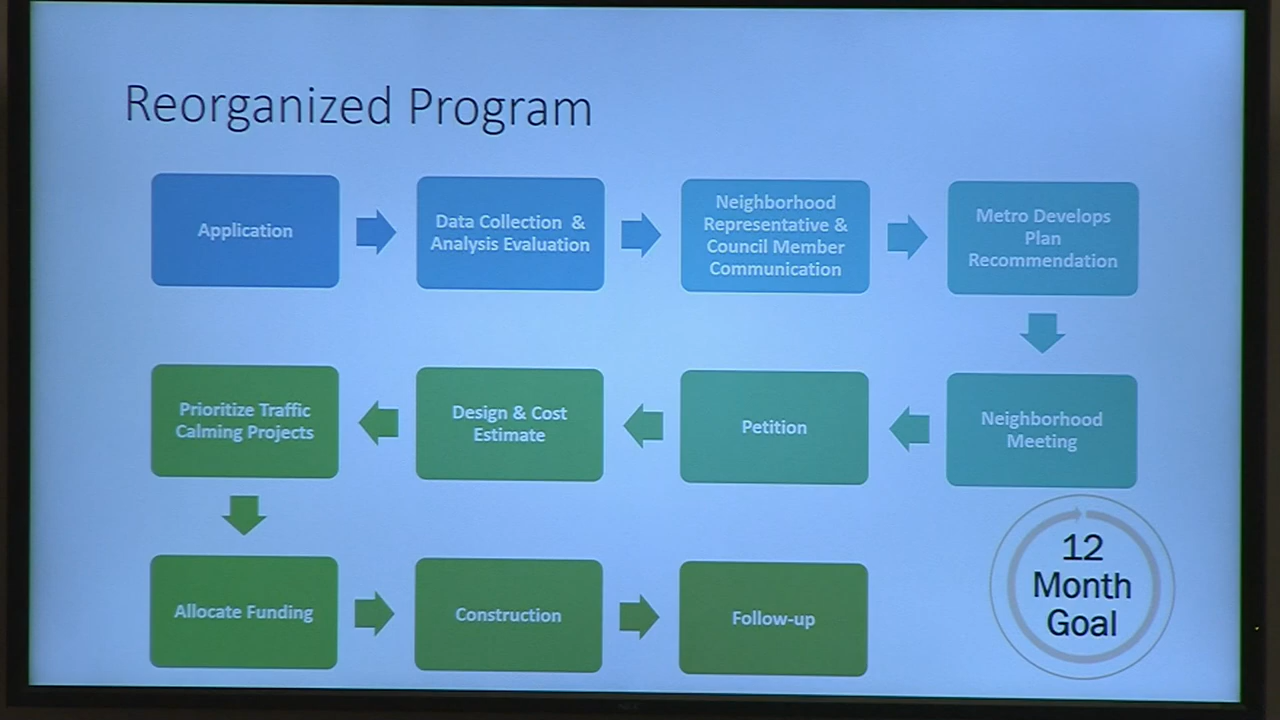 Reorganized Program
Application
Data Collection &
Analysis Evaluation
Neighborhood
Representative &
Council Member
Communication
Metro Develops
Plan
Recommendation
Neighborhood
Meeting
Petition
Design & Cost
Estimate
Prioritize Traffic
Calming Projects
Allocate Funding
Construction
Follow-up
12
Month
Goal